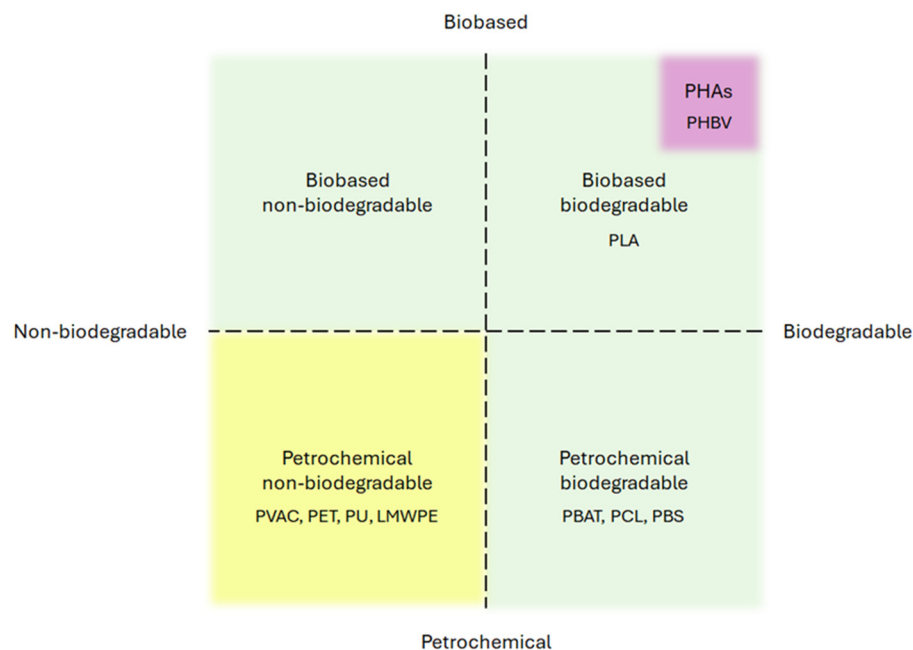 Biobased
PHAs
PHBV
Biobased
non-biodegradable
Biobased
biodegradable
PLA
Non-biodegradable
Biodegradable
Petrochemical
non-biodegradable
PVAC, PET, PU, LMWPE
Petrochemical
biodegradable
PBAT, PCL, PBS
Petrochemical